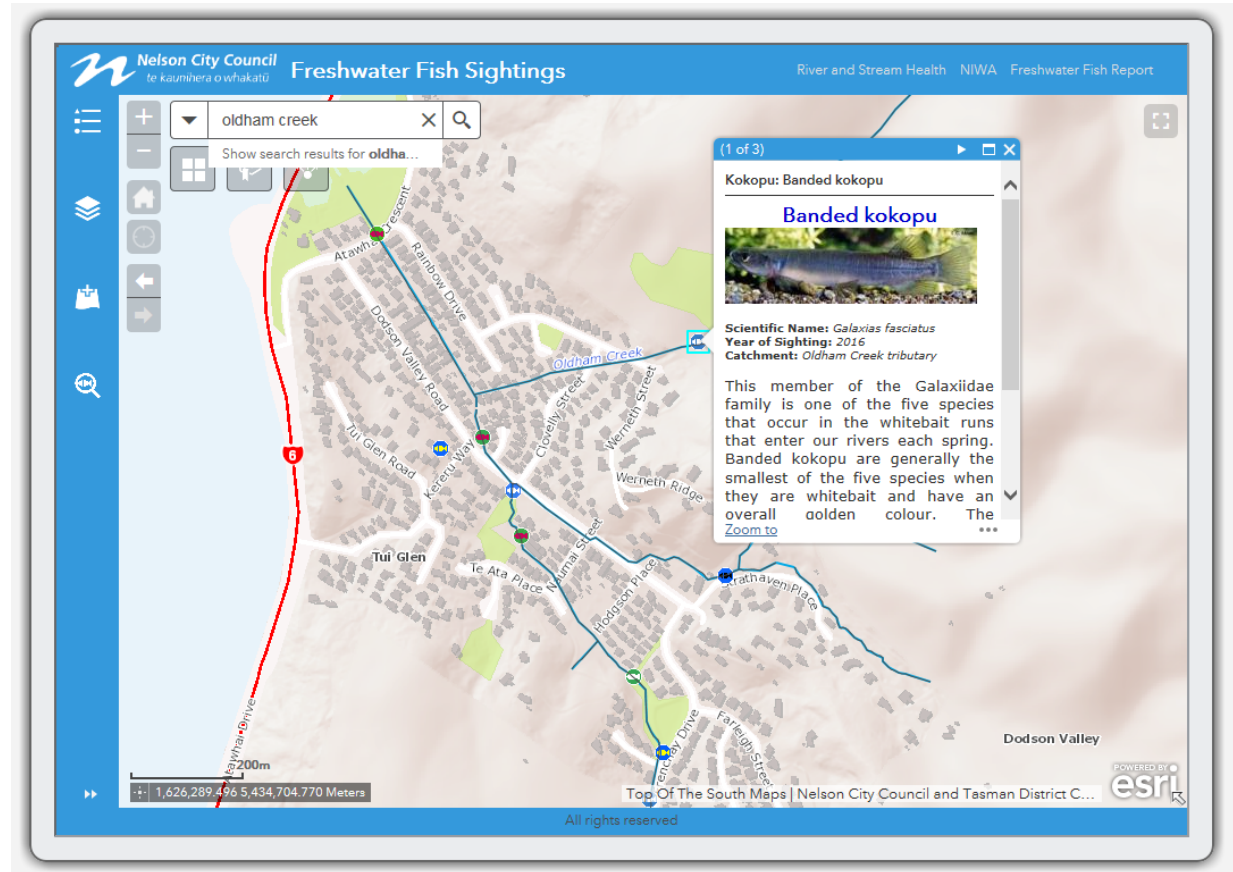 Nelson City Council
te kaunihera o whakatū
Freshwater Fish Sightings
River and Stream Health NIWA Freshwater Fish Report
oldham creek
Show search results for oldha...
(1 of 3)
Kokopu: Banded kokopu
Banded kokopu
Scientific Name: Galaxias fasciatus
Year of Sighting: 2016
Catchment: Oldham Creek tributary
This member of the Galaxiidae
family is one of the five species
that occur in the whitebait runs
that enter our rivers each spring.
Banded kokopu are generally the
smallest of the five species when
they are whitebait and have an
overall golden colour. The
Zoom to
Atawhai Crescent
Rainbow Drive
Dodson Valley Road
Oldham Creek
Clovelly Street
Werneth Street
Werneth Ridge
Tui Glen Road
Kereru Way
6
Tui Glen
Te Ata Place
Naumai Street
Hodgson Place
Strathaven Place
Farleigh Street
Dodson Valley
200m
1,626,289.496 5,434,704.770 Meters
Top Of The South Maps | Nelson City Council and Tasman District C...
POWERED BY
esri
All rights reserved